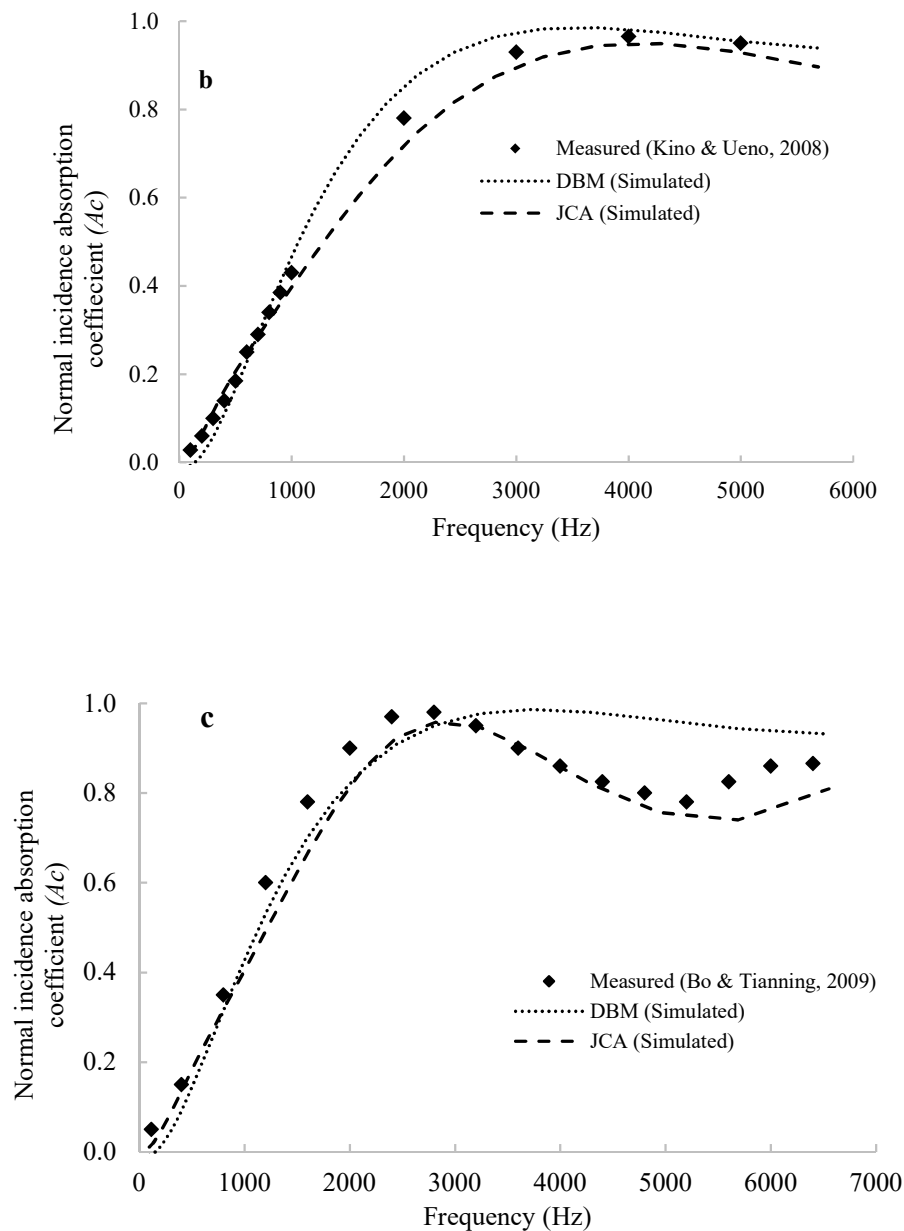 b
Normal incidence absorption
coeffiecient (Ac)
1.0
0.8
0.6
0.4
0.2
0.0
Measured (Kino & Ueno, 2008)
DBM (Simulated)
JCA (Simulated)
0 1000 2000 3000 4000 5000 6000
Frequency (Hz)
c
Normal incidence absorption
coefficient (Ac)
1.0
0.8
0.6
0.4
0.2
0.0
Measured (Bo & Tianning, 2009)
DBM (Simulated)
JCA (Simulated)
0 1000 2000 3000 4000 5000 6000 7000
Frequency (Hz)